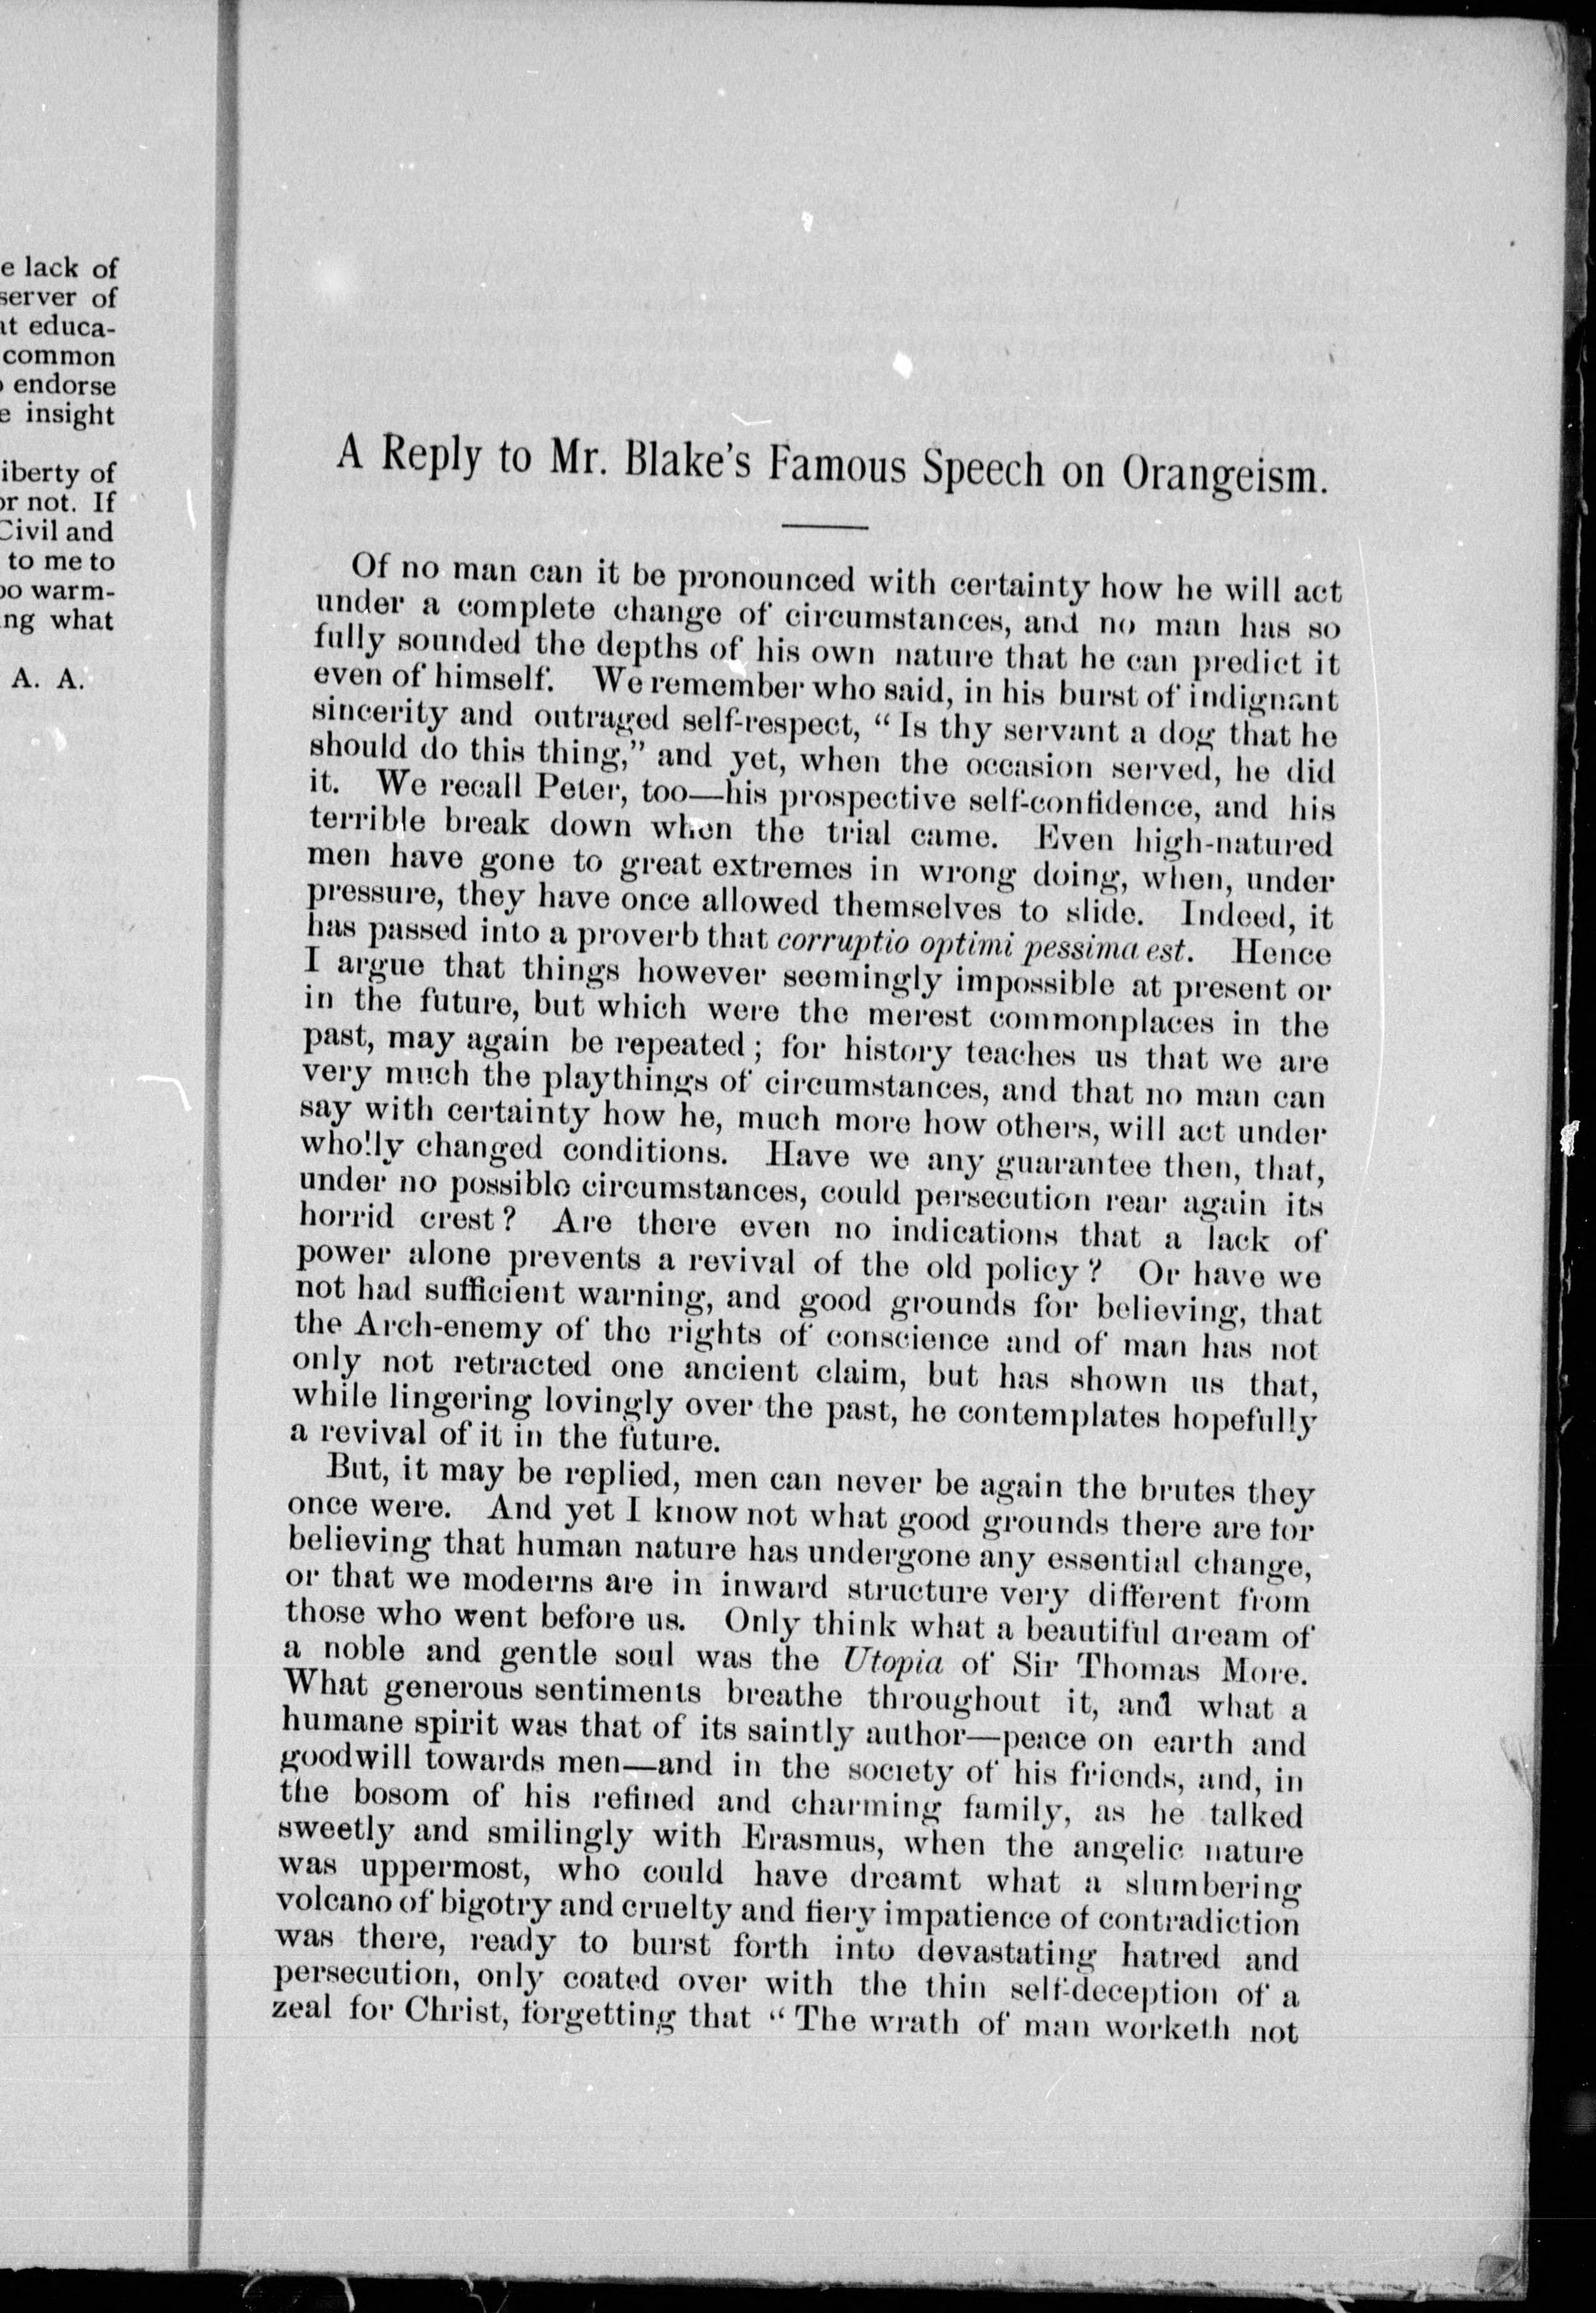 e lack of
server of
at educa-
common
endorse
e insight
iberty of
or not. If
Civil and
to me to
oo warm-
ing what
A. A.
A Reply to Mr. Blake's Famous Speech on Orangeism.
Of no man can it be pronounced with certainty how he will act
under a complete change of circumstances, and no man has so
fully sounded the depths of his own nature that he can predict it
even of himself. We remember who said, in his burst of indignant
sincerity and outraged self-respect, "Is thy servant a dog that he
should do this thing," and yet, when the occasion served, he did
it. We recall Peter, too—his prospective self-confidence, and his
terrible break down when the trial came. Even high-natured
men have gone to great extremes in wrong doing, when, under
pressure, they have once allowed themselves to slide. Indeed, it
has passed into a proverb that corruptio optimi pessima est. Hence
I argue that things however seemingly impossible at present or
in the future, but which were the merest commonplaces in the
past, may again be repeated; for history teaches us that we are
very much the playthings of circumstances, and that no man can
say with certainty how he, much more how others, will act under
wholly changed conditions. Have we any guarantee then, that,
under no possible circumstances, could persecution rear again its
horrid crest? Are there even no indications that a lack of
power alone prevents a revival of the old policy? Or have we
not had sufficient warning, and good grounds for believing, that
the Arch-enemy of the rights of conscience and of man has not
only not retracted one ancient claim, but has shown us that,
while lingering lovingly over the past, he contemplates hopefully
a revival of it in the future.
But, it may be replied, men can never be again the brutes they
once were. And yet I know not what good grounds there are for
believing that human nature has undergone any essential change,
or that we moderns are in inward structure very different from
those who went before us. Only think what a beautiful dream of
a noble and gentle soul was the Utopia of Sir Thomas More.
What generous sentiments breathe throughout it, and what a
humane spirit was that of its saintly author—peace on earth and
goodwill towards men—and in the society of his friends, and, in
the bosom of his refined and charming family, as he talked
sweetly and smilingly with Erasmus, when the angelic nature
was uppermost, who could have dreamt what a slumbering
volcano of bigotry and cruelty and fiery impatience of contradiction
was there, ready to burst forth into devastating hatred and
persecution, only coated over with the thin self-deception of a
zeal for Christ, forgetting that "The wrath of man worketh not